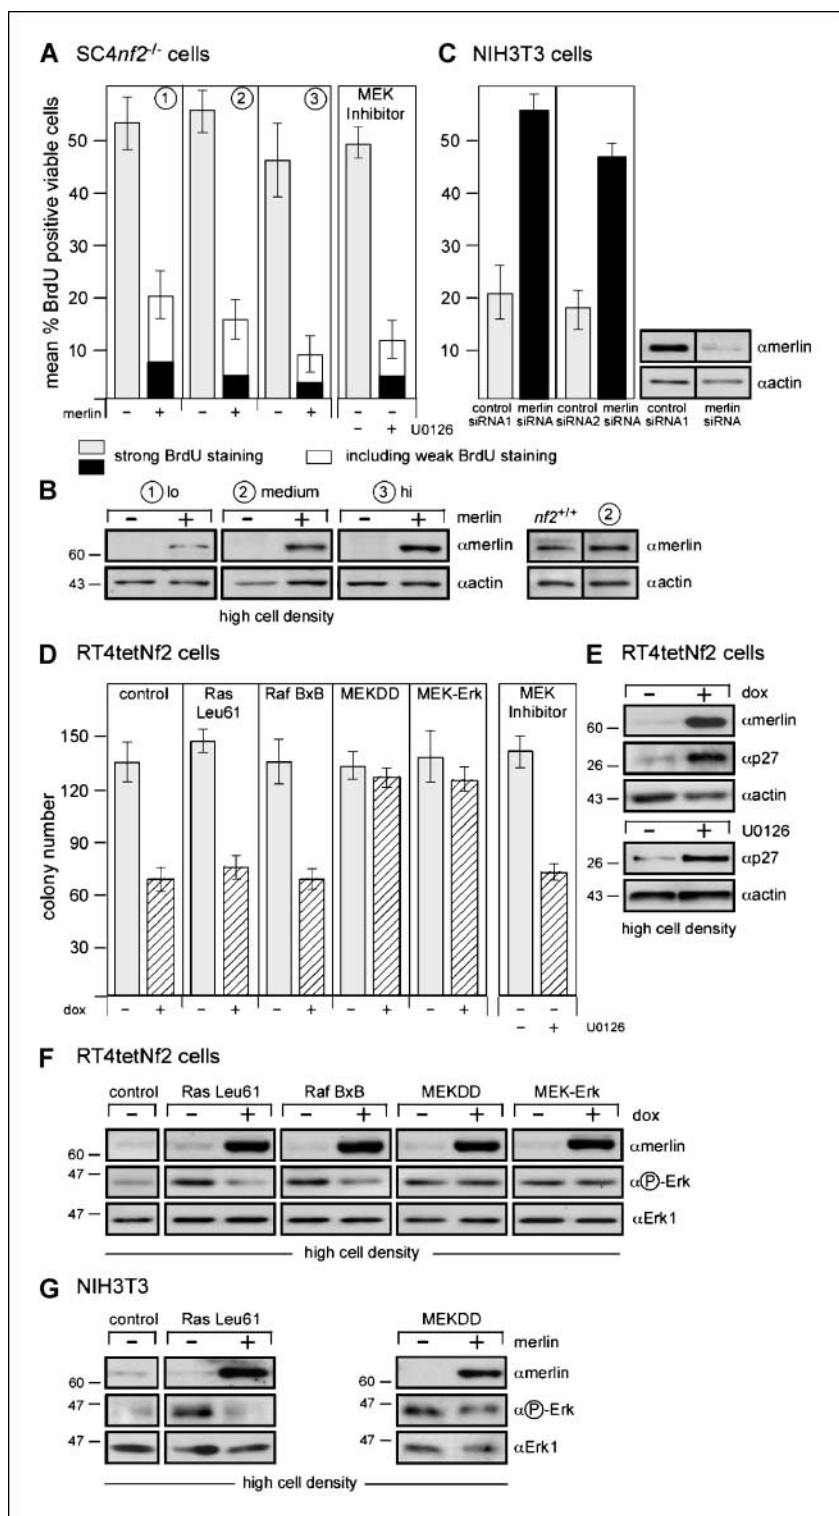 A SC4nf2-/- cells
mean % BrdU positive viable cells
50
40
30
20
10
1
2
3
MEK
Inhibitor
merlin - + - + - + - - U0126
- +
strong BrdU staining
including weak BrdU staining
C NIH3T3 cells
50
40
30
20
10
control merlin control merlin
siRNA1 siRNA siRNA2 siRNA
αmerlin
αactin
control merlin
siRNA1 siRNA
B
1 lo 2 medium 3 hi
- + - + - + merlin
60 αmerlin
43 αactin
high cell density
nf2+/+ 2
αmerlin
αactin
D RT4tetNf2 cells
colony number
150
120
90
60
30
control
Ras
Leu61
Raf BxB
MEKDD
MEK-Erk
MEK
Inhibitor
dox - + - + - + - + - + - -
- + U0126
E RT4tetNf2 cells
- + dox
60 αmerlin
26 αp27
43 αactin
- + U0126
26 αp27
43 αactin
high cell density
F RT4tetNf2 cells
control Ras Leu61 Raf BxB MEKDD MEK-Erk
- - + - + - + - + dox
60 αmerlin
47 αP-Erk
47 αErk1
high cell density
G NIH3T3
control Ras Leu61 MEKDD
- - + - + merlin
60 60 αmerlin
47 47 αP-Erk
47 47 αErk1
high cell density